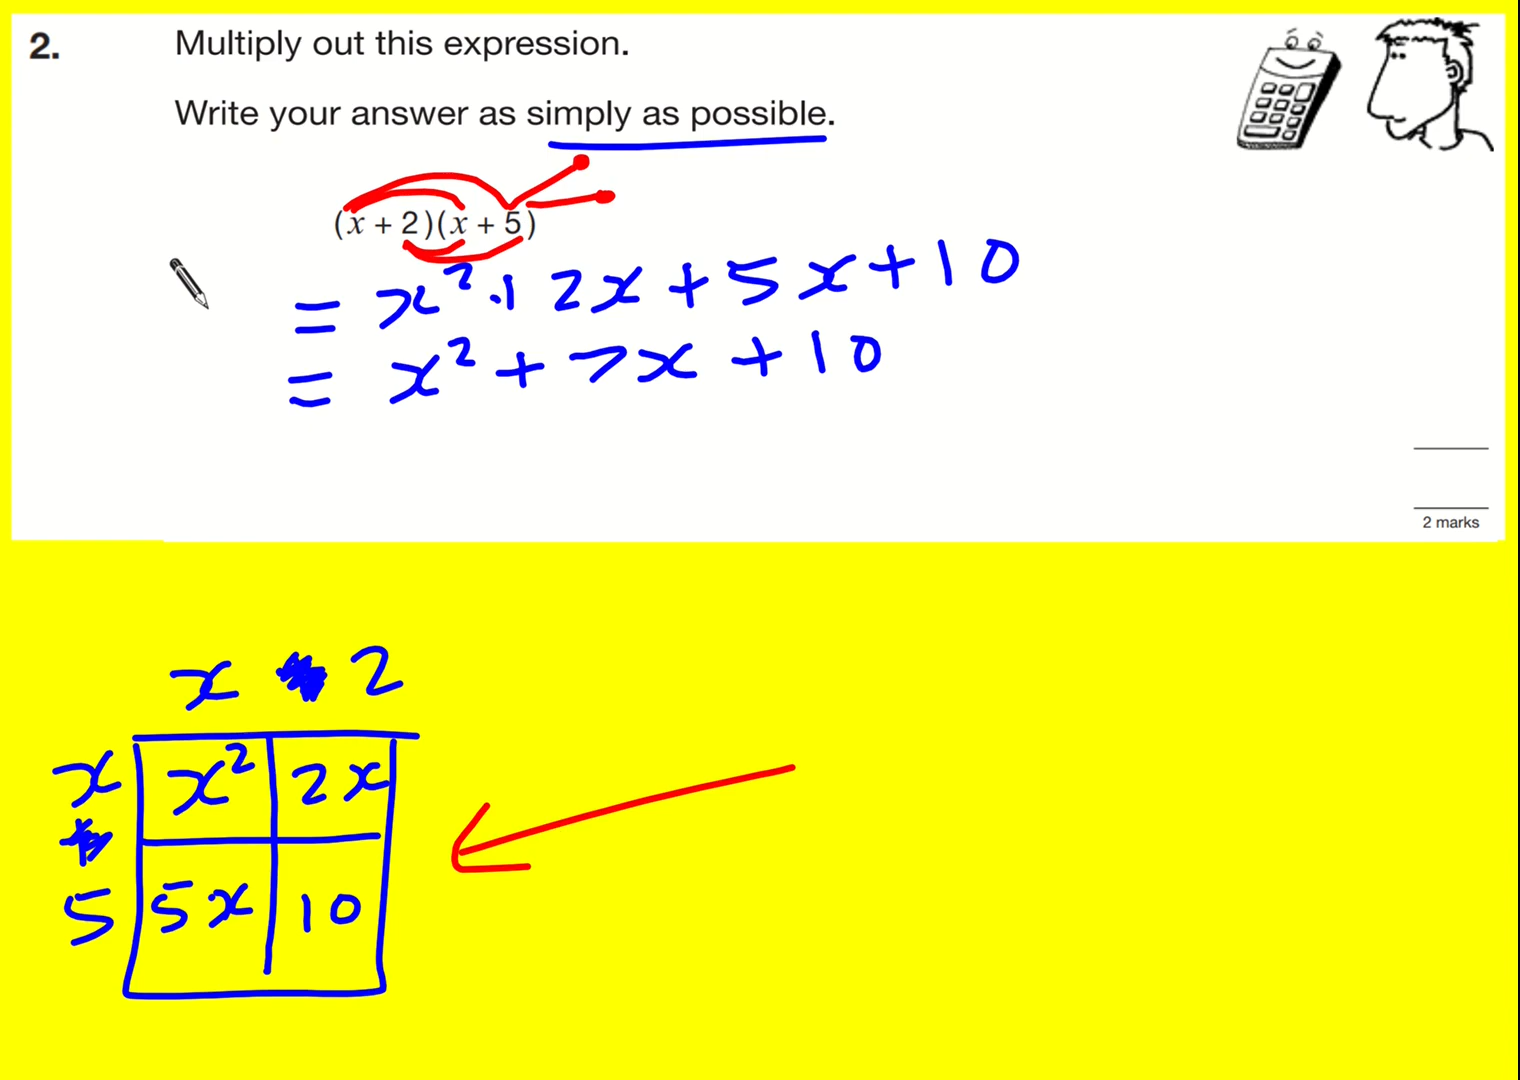 2. Multiply out this expression.
Write your answer as simply as possible.
(x + 2)(x + 5)
= x² + 2x + 5x + 10
= x² + 7x + 10
2 marks
x 2
x x² 2x
5 5x 10